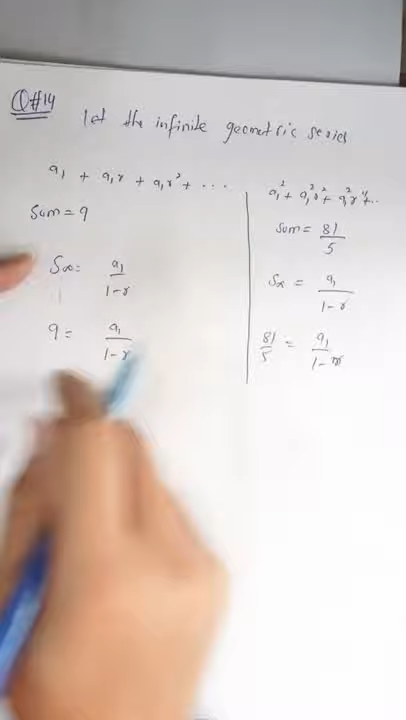 Q#14
Let the infinite geometric series
a₁ + a₁r + a₁r² + ...
Sum = 9
S∞ = a₁/1-r
9 = a₁/1-r
a₁² + a₁²r² + a₁²r⁴ + ..
Sum = 81/5
S∞ = a₁/1-r
81/5 = a₁/1-r